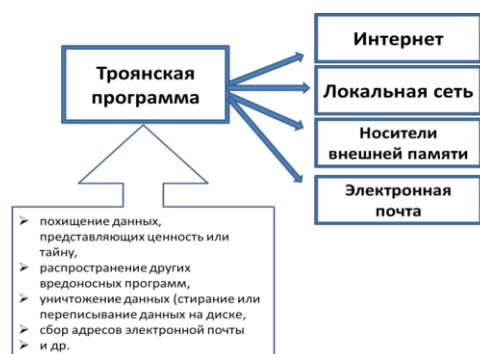 Троянская
программа
Интернет
Локальная сеть
Носители
внешней памяти
Электронная
почта
➢ похищение данных,
представляющих ценность или
тайну,
➢ распространение других
вредоносных программ,
➢ уничтожение данных (стирание или
переписывание данных на диске,
➢ сбор адресов электронной почты
➢ и др.